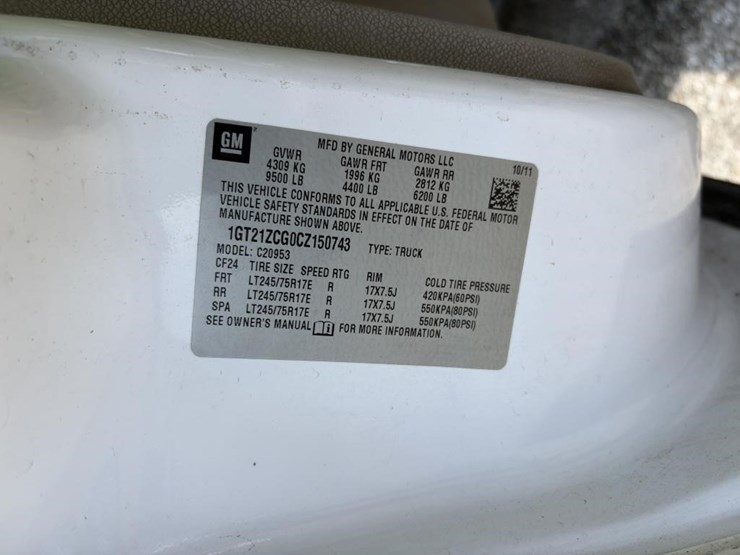 GM
MFD BY GENERAL MOTORS LLC 10/11
GVWR GAWR FRT GAWR RR
4309 KG 1996 KG 2812 KG
9500 LB 4400 LB 6200 LB
THIS VEHICLE CONFORMS TO ALL APPLICABLE U.S. FEDERAL MOTOR
VEHICLE SAFETY STANDARDS IN EFFECT ON THE DATE OF
MANUFACTURE SHOWN ABOVE.
1GT21ZCG0CZ150743 TYPE: TRUCK
MODEL: C20953
CF24 TIRE SIZE SPEED RTG RIM COLD TIRE PRESSURE
FRT LT245/75R17E R 17X7.5J 420KPA(60PSI)
RR LT245/75R17E R 17X7.5J 550KPA(80PSI)
SPA LT245/75R17E R 17X7.5J 550KPA(80PSI)
SEE OWNER'S MANUAL FOR MORE INFORMATION.